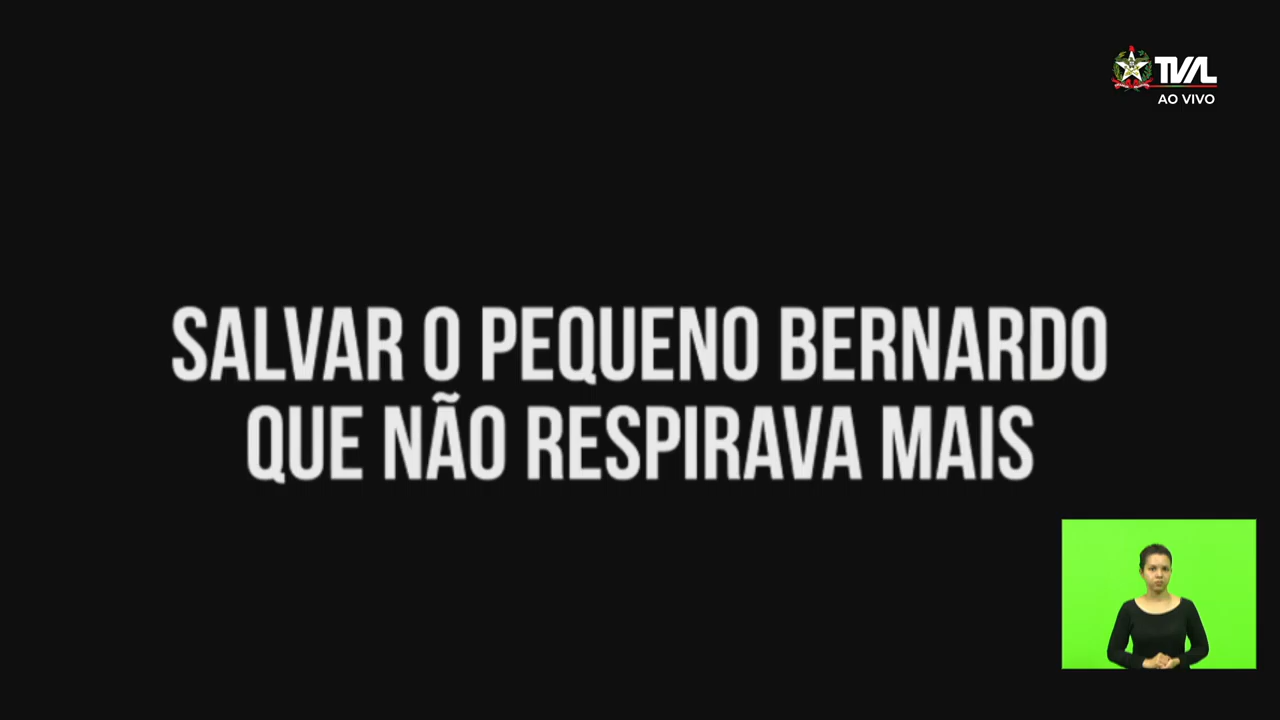 TVAL
AO VIVO
SALVAR O PEQUENO BERNARDO
QUE NÃO RESPIRAVA MAIS